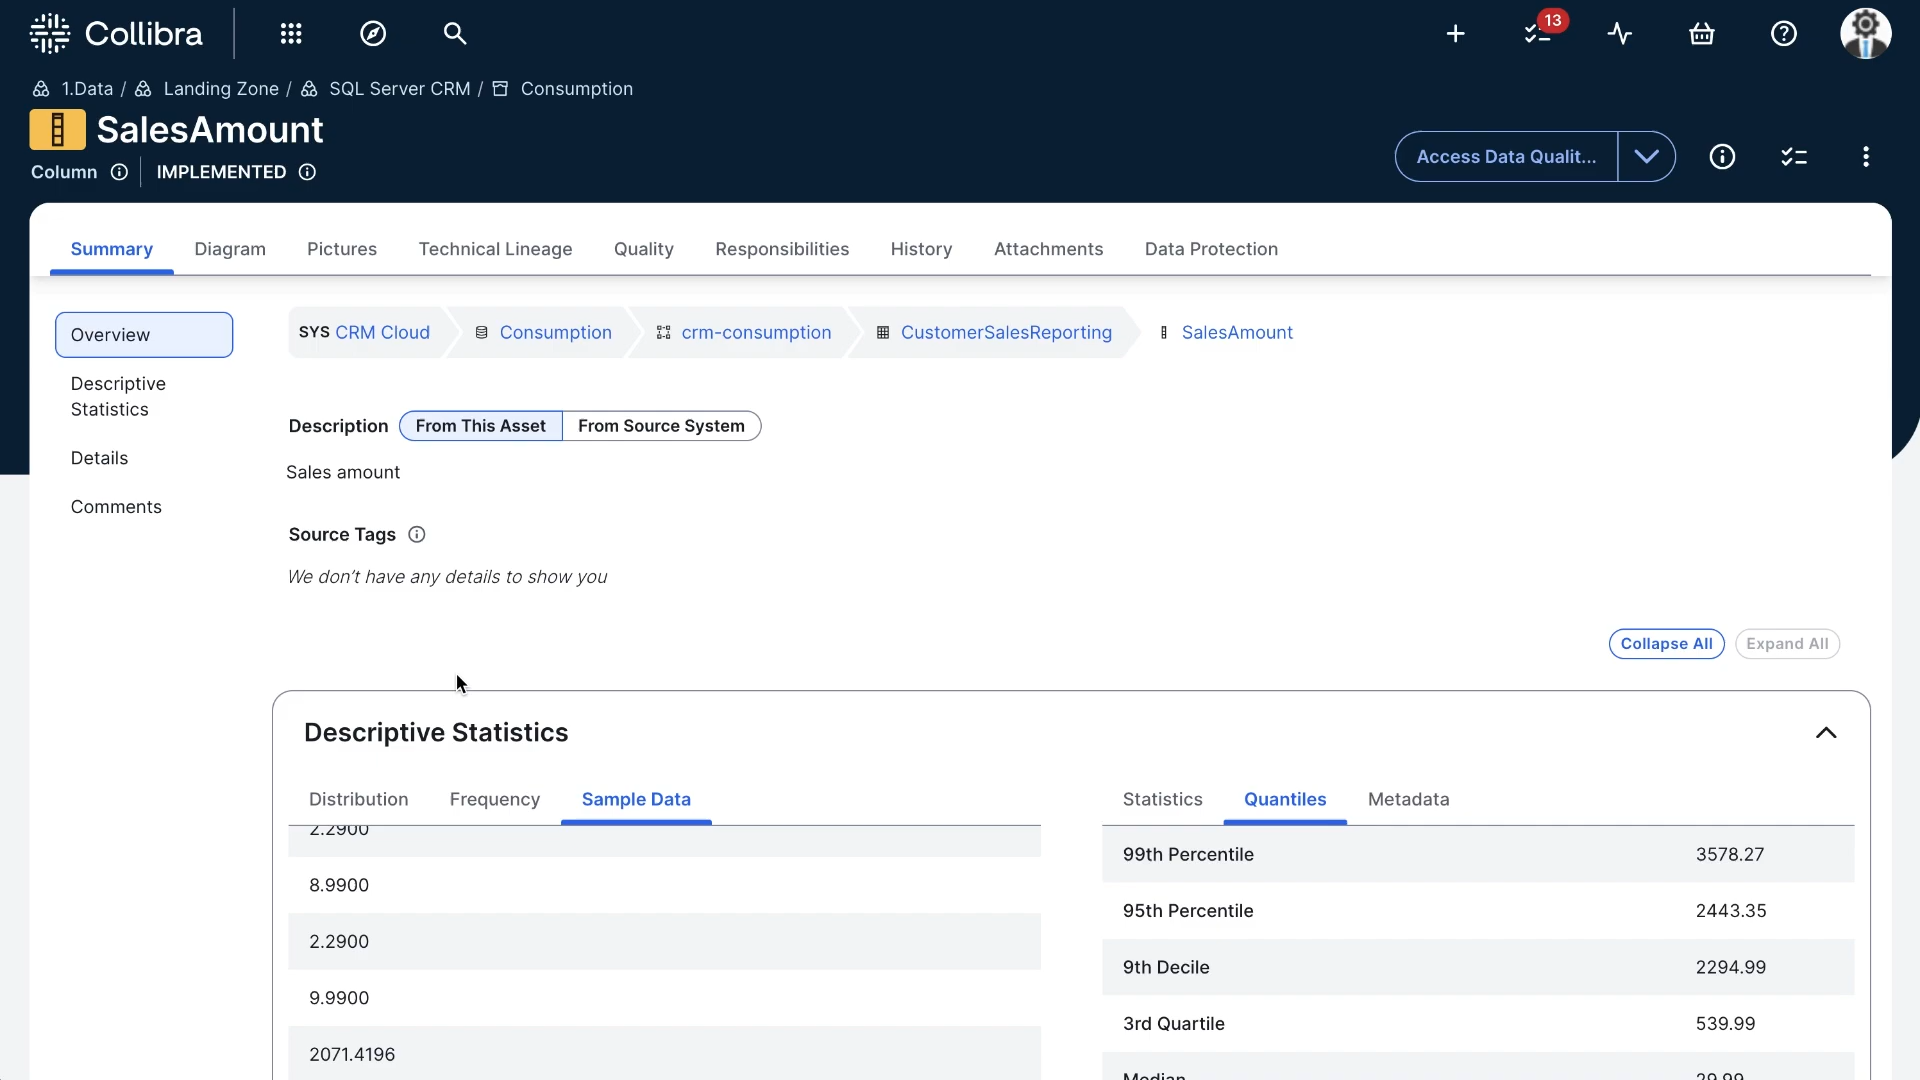 Collibra
13
1.Data / Landing Zone / SQL Server CRM / Consumption
SalesAmount
Column IMPLEMENTED
Access Data Qualit...
Summary Diagram Pictures Technical Lineage Quality Responsibilities History Attachments Data Protection
Overview
Descriptive
Statistics
Details
Comments
SYS CRM Cloud Consumption crm-consumption CustomerSalesReporting SalesAmount
Description From This Asset From Source System
Sales amount
Source Tags
We don't have any details to show you
Collapse All Expand All
Descriptive Statistics
Distribution Frequency Sample Data
2.2900
8.9900
2.2900
9.9900
2071.4196
Statistics Quantiles Metadata
99th Percentile 3578.27
95th Percentile 2443.35
9th Decile 2294.99
3rd Quartile 539.99
Median 29.99